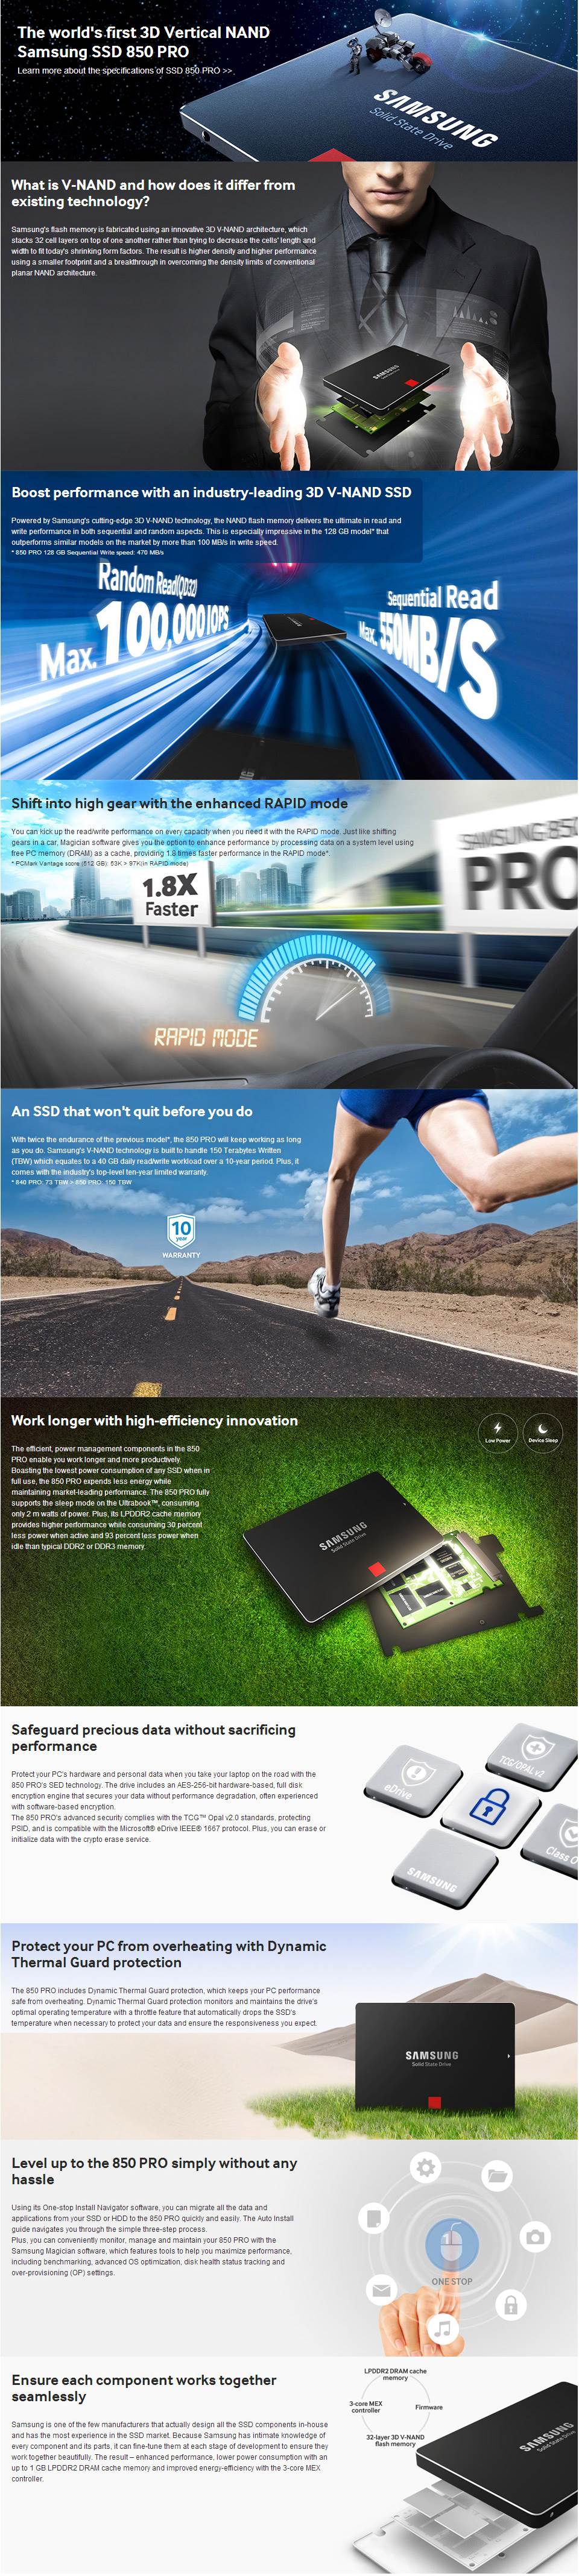 The world's first 3D Vertical NAND
Samsung SSD 850 PRO
Learn more about the specifications of SSD 850 PRO >>
SAMSUNG
Solid State Drive
What is V-NAND and how does it differ from
existing technology?
Samsung's flash memory is fabricated using an innovative 3D V-NAND architecture, which
stacks 32 cell layers on top of one another rather than trying to decrease the cells' length and
width to fit today's shrinking form factors. The result is higher density and higher performance
using a smaller footprint and a breakthrough in overcoming the density limits of conventional
planar NAND architecture.
SAMSUNG
Boost performance with an industry-leading 3D V-NAND SSD
Powered by Samsung's cutting-edge 3D V-NAND technology, the NAND flash memory delivers the ultimate in read and
write performance in both sequential and random aspects. This is especially impressive in the 128 GB model* that
outperforms similar models on the market by more than 100 MB/s in write speed.
* 850 PRO 128 GB Sequential Write speed: 470 MB/s
Random Read(QD32)
Max. 100,000 IOPS
Sequential Read
Max. 550MB/S
Shift into high gear with the enhanced RAPID mode
You can kick up the read/write performance on every capacity when you need it with the RAPID mode. Just like shifting
gears in a car, Magician software gives you the option to enhance performance by processing data on a system level using
free PC memory (DRAM) as a cache, providing 1.8 times faster performance in the RAPID mode*.
* PCMark Vantage score (512 GB): 53K > 97K(in RAPID mode)
1.8X
Faster
PRO
RAPID MODE
An SSD that won't quit before you do
With twice the endurance of the previous model*, the 850 PRO will keep working as long
as you do. Samsung's V-NAND technology is built to handle 150 Terabytes Written
(TBW) which equates to a 40 GB daily read/write workload over a 10-year period. Plus, it
comes with the industry's top-level ten-year limited warranty.
* 840 PRO: 73 TBW > 850 PRO: 150 TBW
10
year
WARRANTY
Work longer with high-efficiency innovation
Low Power
Device Sleep
The efficient, power management components in the 850
PRO enable you work longer and more productively.
Boasting the lowest power consumption of any SSD when in
full use, the 850 PRO expends less energy while
maintaining market-leading performance. The 850 PRO fully
supports the sleep mode on the Ultrabook™, consuming
only 2 m watts of power. Plus, its LPDDR2 cache memory
provides higher performance while consuming 30 percent
less power when active and 93 percent less power when
idle than typical DDR2 or DDR3 memory.
SAMSUNG
Solid State Drive
Safeguard precious data without sacrificing
performance
Protect your PC's hardware and personal data when you take your laptop on the road with the
850 PRO's SED technology. The drive includes an AES-256-bit hardware-based, full disk
encryption engine that secures your data without performance degradation, often experienced
with software-based encryption.
The 850 PRO's advanced security complies with the TCG™ Opal v2.0 standards, protecting
PSID, and is compatible with the Microsoft® eDrive IEEE® 1667 protocol. Plus, you can erase or
initialize data with the crypto erase service.
eDrive
TCG/OPAL v2
Class 0
SAMSUNG
Protect your PC from overheating with Dynamic
Thermal Guard protection
The 850 PRO includes Dynamic Thermal Guard protection, which keeps your PC performance
safe from overheating. Dynamic Thermal Guard protection monitors and maintains the drive's
optimal operating temperature with a throttle feature that automatically drops the SSD's
temperature when necessary to protect your data and ensure the responsiveness you expect.
SAMSUNG
Solid State Drive
Level up to the 850 PRO simply without any
hassle
Using its One-stop Install Navigator software, you can migrate all the data and
applications from your SSD or HDD to the 850 PRO quickly and easily. The Auto Install
guide navigates you through the simple three-step process.
Plus, you can conveniently monitor, manage and maintain your 850 PRO with the
Samsung Magician software, which features tools to help you maximize performance,
including benchmarking, advanced OS optimization, disk health status tracking and
over-provisioning (OP) settings.
ONE STOP
Ensure each component works together
seamlessly
Samsung is one of the few manufacturers that actually design all the SSD components in-house
and has the most experience in the SSD market. Because Samsung has intimate knowledge of
every component and its parts, it can fine-tune them at each stage of development to ensure they
work together beautifully. The result – enhanced performance, lower power consumption with an
up to 1 GB LPDDR2 DRAM cache memory and improved energy-efficiency with the 3-core MEX
controller.
LPDDR2 DRAM cache
memory
3-core MEX
controller
Firmware
32-layer 3D V-NAND
flash memory
SAMSUNG
Solid State Drive